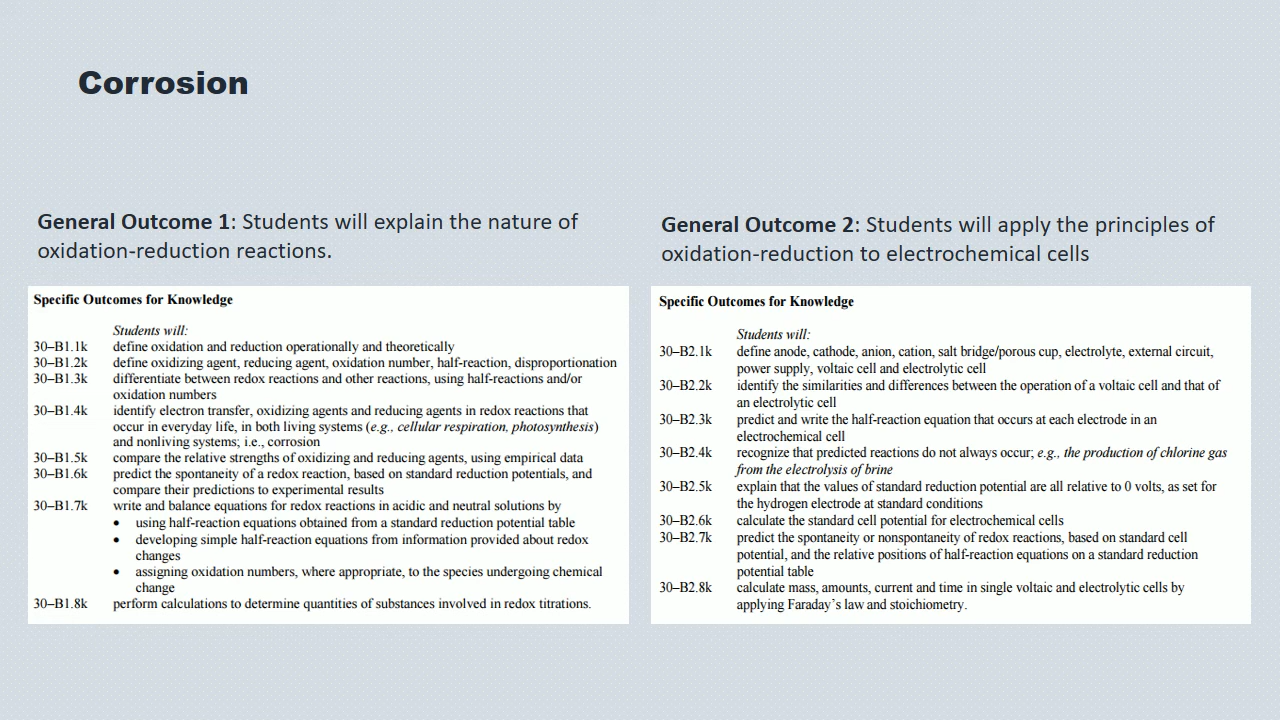 Corrosion
General Outcome 1: Students will explain the nature of
oxidation-reduction reactions.
Specific Outcomes for Knowledge
Students will:
30–B1.1k define oxidation and reduction operationally and theoretically
30–B1.2k define oxidizing agent, reducing agent, oxidation number, half-reaction, disproportionation
30–B1.3k differentiate between redox reactions and other reactions, using half-reactions and/or
oxidation numbers
30–B1.4k identify electron transfer, oxidizing agents and reducing agents in redox reactions that
occur in everyday life, in both living systems (e.g., cellular respiration, photosynthesis)
and nonliving systems; i.e., corrosion
30–B1.5k compare the relative strengths of oxidizing and reducing agents, using empirical data
30–B1.6k predict the spontaneity of a redox reaction, based on standard reduction potentials, and
compare their predictions to experimental results
30–B1.7k write and balance equations for redox reactions in acidic and neutral solutions by
• using half-reaction equations obtained from a standard reduction potential table
• developing simple half-reaction equations from information provided about redox
changes
• assigning oxidation numbers, where appropriate, to the species undergoing chemical
change
30–B1.8k perform calculations to determine quantities of substances involved in redox titrations.
General Outcome 2: Students will apply the principles of
oxidation-reduction to electrochemical cells
Specific Outcomes for Knowledge
Students will:
30–B2.1k define anode, cathode, anion, cation, salt bridge/porous cup, electrolyte, external circuit,
power supply, voltaic cell and electrolytic cell
30–B2.2k identify the similarities and differences between the operation of a voltaic cell and that of
an electrolytic cell
30–B2.3k predict and write the half-reaction equation that occurs at each electrode in an
electrochemical cell
30–B2.4k recognize that predicted reactions do not always occur; e.g., the production of chlorine gas
from the electrolysis of brine
30–B2.5k explain that the values of standard reduction potential are all relative to 0 volts, as set for
the hydrogen electrode at standard conditions
30–B2.6k calculate the standard cell potential for electrochemical cells
30–B2.7k predict the spontaneity or nonspontaneity of redox reactions, based on standard cell
potential, and the relative positions of half-reaction equations on a standard reduction
potential table
30–B2.8k calculate mass, amounts, current and time in single voltaic and electrolytic cells by
applying Faraday's law and stoichiometry.